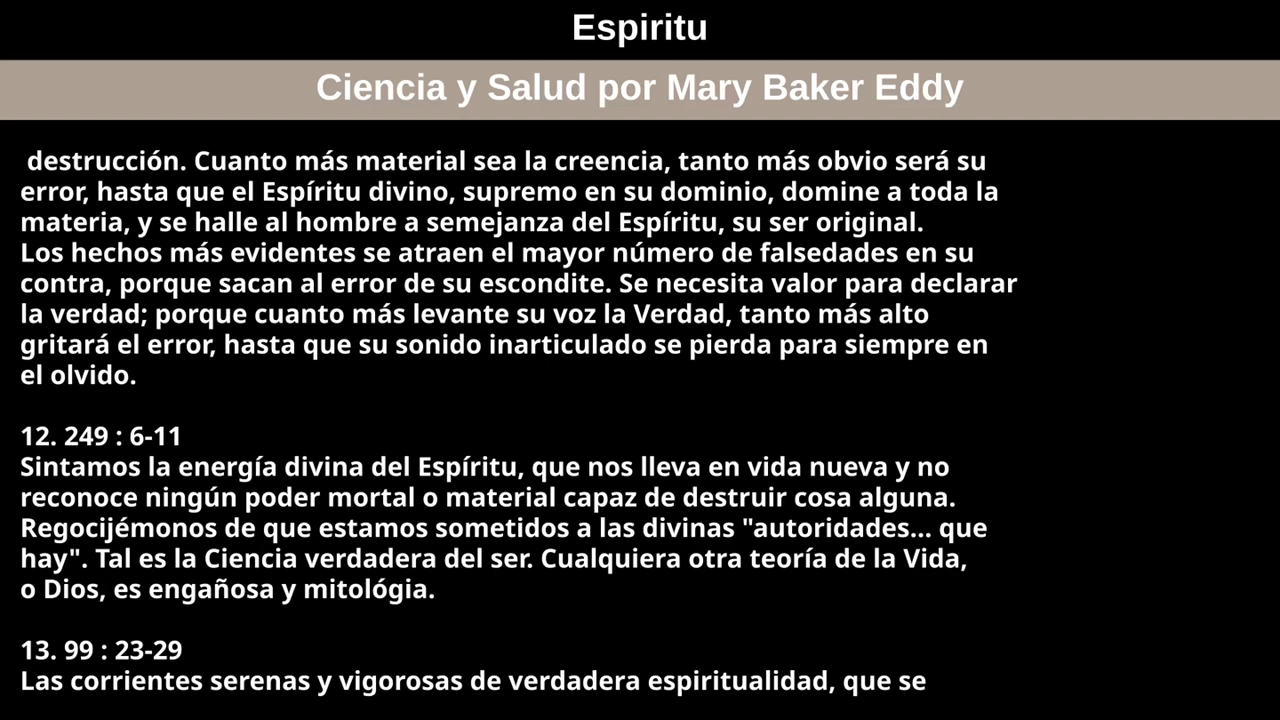 Espiritu
Ciencia y Salud por Mary Baker Eddy
destrucción. Cuanto más material sea la creencia, tanto más obvio será su
error, hasta que el Espíritu divino, supremo en su dominio, domine a toda la
materia, y se halle al hombre a semejanza del Espíritu, su ser original.
Los hechos más evidentes se atraen el mayor número de falsedades en su
contra, porque sacan al error de su escondite. Se necesita valor para declarar
la verdad; porque cuanto más levante su voz la Verdad, tanto más alto
gritará el error, hasta que su sonido inarticulado se pierda para siempre en
el olvido.
12. 249 : 6-11
Sintamos la energía divina del Espíritu, que nos lleva en vida nueva y no
reconoce ningún poder mortal o material capaz de destruir cosa alguna.
Regocijémonos de que estamos sometidos a las divinas "autoridades... que
hay". Tal es la Ciencia verdadera del ser. Cualquiera otra teoría de la Vida,
o Dios, es engañosa y mitológia.
13. 99 : 23-29
Las corrientes serenas y vigorosas de verdadera espiritualidad, que se